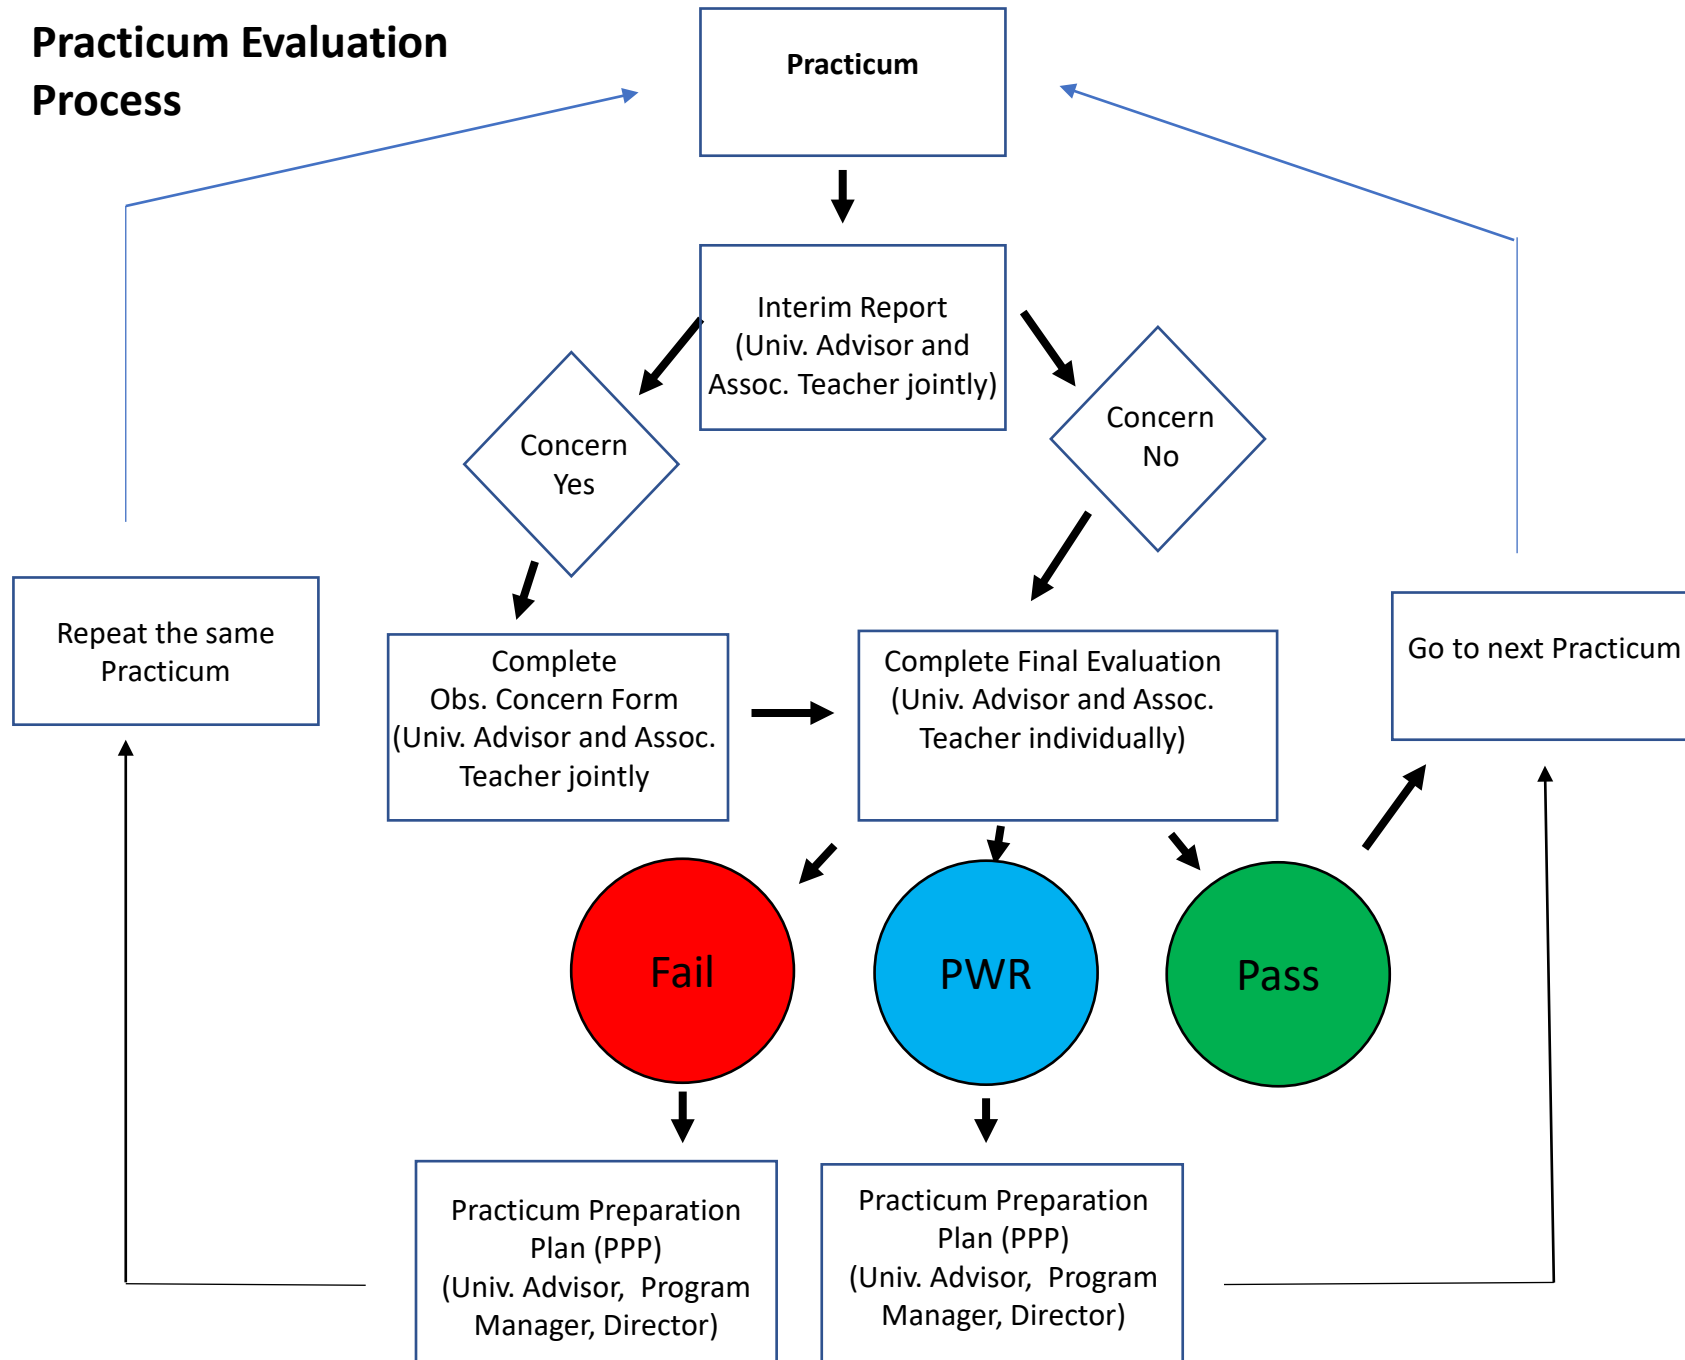 Practicum Evaluation
Process
Practicum
Interim Report
(Univ. Advisor and
Assoc. Teacher jointly)
Concern
Yes
Concern
No
Repeat the same
Practicum
Complete
Obs. Concern Form
(Univ. Advisor and Assoc.
Teacher jointly
Complete Final Evaluation
(Univ. Advisor and Assoc.
Teacher individually)
Go to next Practicum
Fail
PWR
Pass
Practicum Preparation
Plan (PPP)
(Univ. Advisor, Program
Manager, Director)
Practicum Preparation
Plan (PPP)
(Univ. Advisor, Program
Manager, Director)